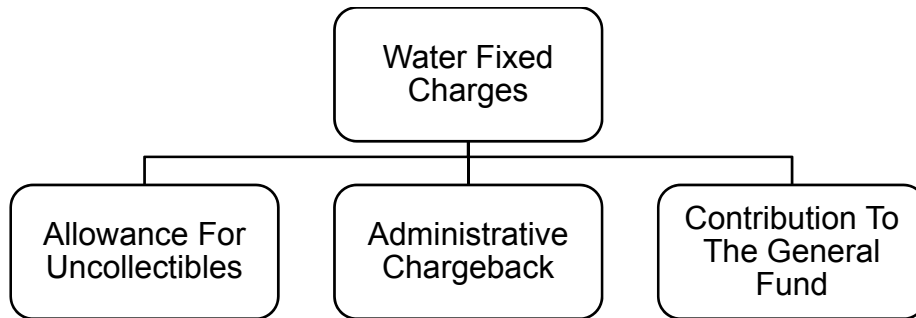 Water Fixed
Charges
Allowance For
Uncollectibles
Administrative
Chargeback
Contribution To
The General
Fund